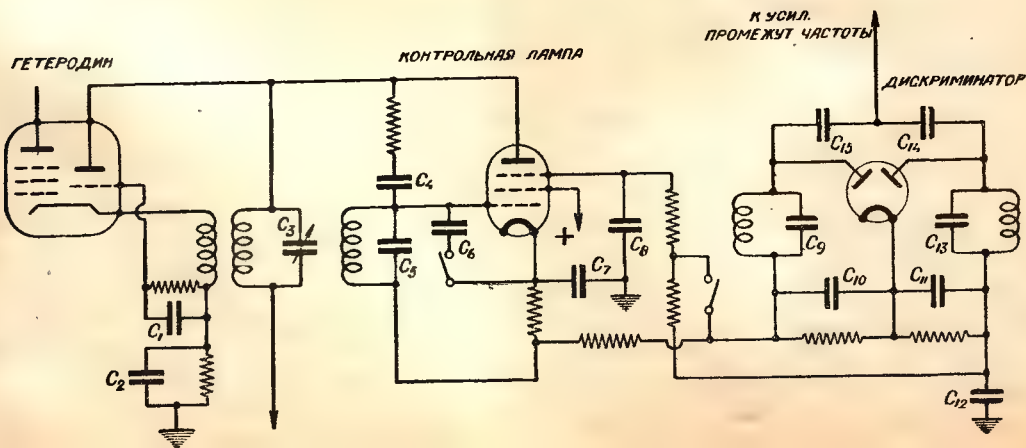 К УСИЛ.
ПРОМЕЖУТ ЧАСТОТЫ
ГЕТЕРОДИН
КОНТРОЛЬНАЯ ЛАМПА
ДИСКРИМИНАТОР
C15
C14
C4
C3
C6
C8
C9
C13
C5
+
C7
C10
C11
C1
C2
C12